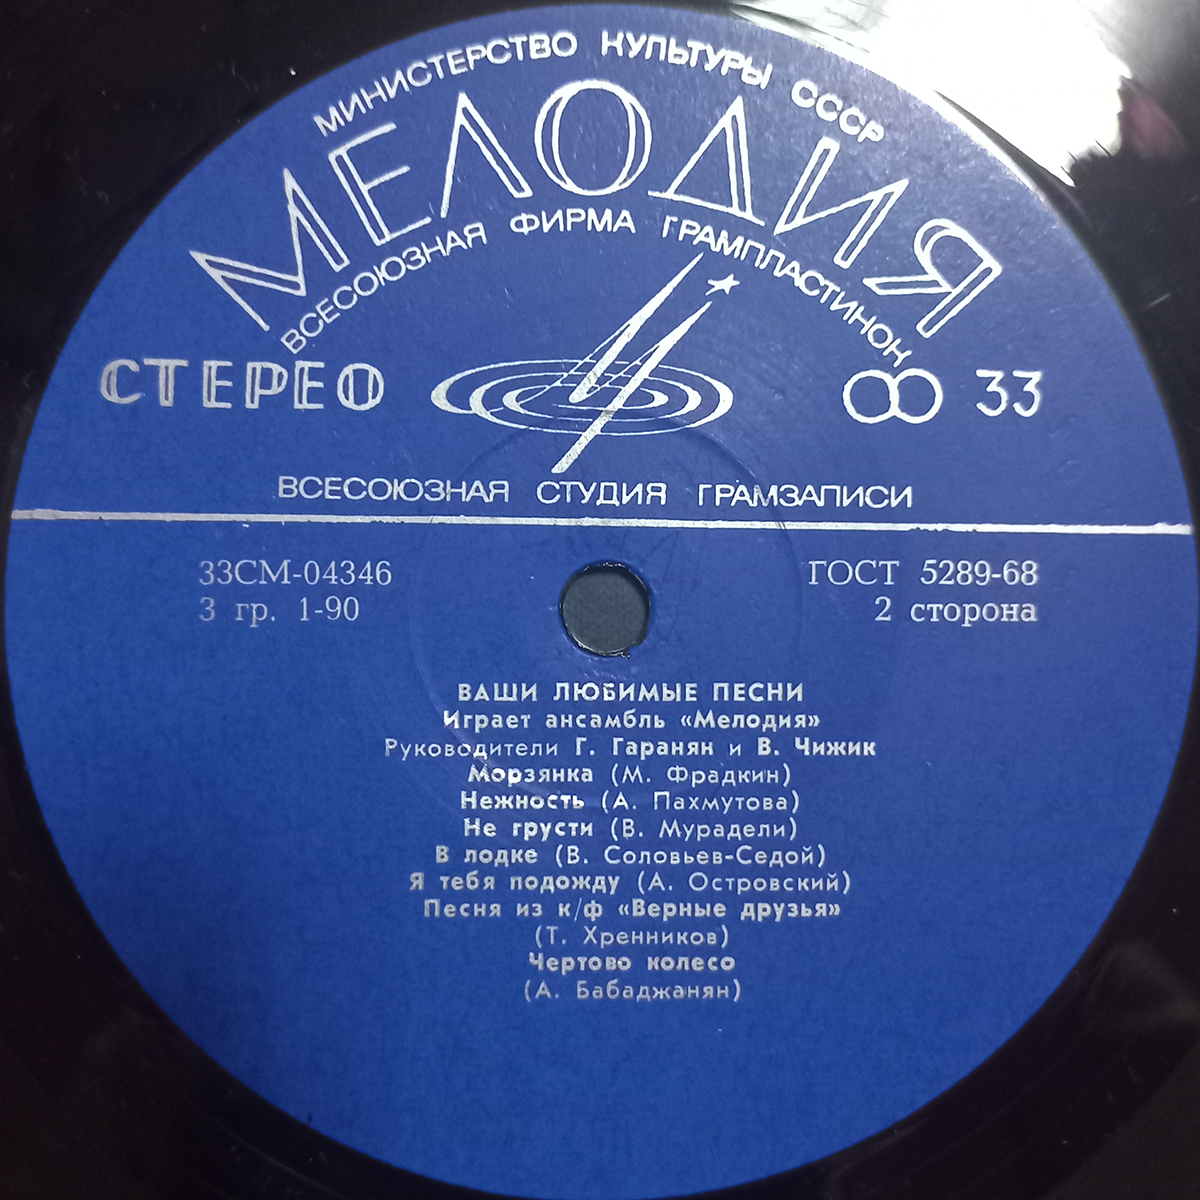 МИНИСТЕРСТВО КУЛЬТУРЫ СССР
МЕЛОДИЯ
ВСЕСОЮЗНАЯ ФИРМА ГРАМПЛАСТИНОК
СТЕРЕО 33
ВСЕСОЮЗНАЯ СТУДИЯ ГРАМЗАПИСИ
33СМ-04346 ГОСТ 5289-68
3 гр. 1-90 2 сторона
ВАШИ ЛЮБИМЫЕ ПЕСНИ
Играет ансамбль «Мелодия»
Руководители Г. Гаранян и В. Чижик
Морзянка (М. Фрадкин)
Нежность (А. Пахмутова)
Не грусти (В. Мурадели)
В лодке (В. Соловьев-Седой)
Я тебя подожду (А. Островский)
Песня из к/ф «Верные друзья»
(Т. Хренников)
Чертово колесо
(А. Бабаджанян)